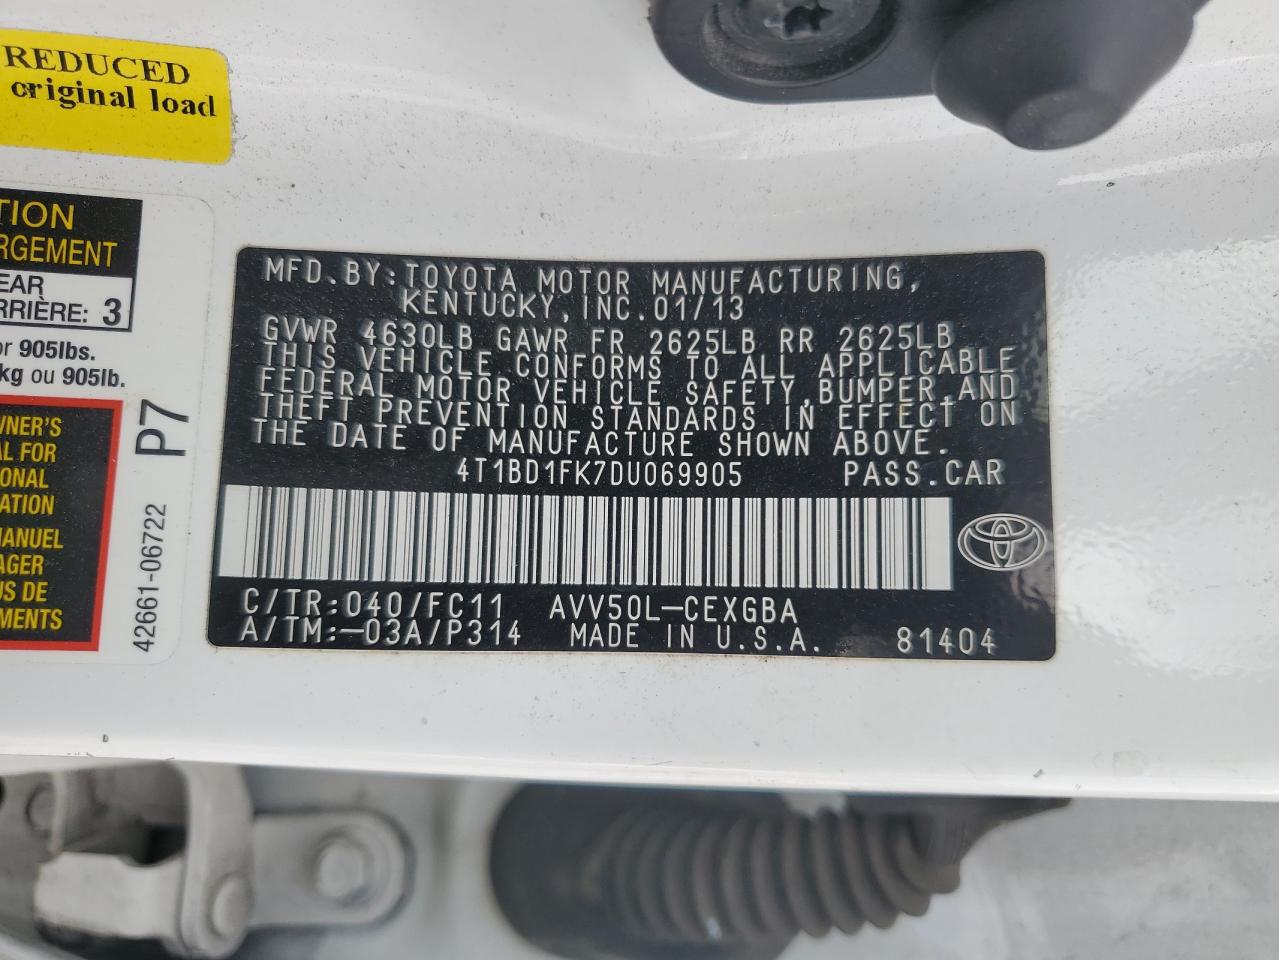 REDUCED
original load
TION
RGEMENT
EAR
RRIÈRE: 3
or 905lbs.
kg ou 905lb.
WNER'S
AL FOR
IONAL
ATION
MANUEL
AGER
US DE
MENTS
P7
42661-06722
MFD.BY:TOYOTA MOTOR MANUFACTURING,
KENTUCKY,INC.01/13
GVWR 4630LB GAWR FR 2625LB RR 2625LB
THIS VEHICLE CONFORMS TO ALL APPLICABLE
FEDERAL MOTOR VEHICLE SAFETY,BUMPER,AND
THEFT PREVENTION STANDARDS IN EFFECT ON
THE DATE OF MANUFACTURE SHOWN ABOVE.
4T1BD1FK7DU069905 PASS.CAR
C/TR:040/FC11 AVV50L-CEXGBA
A/TM:-03A/P314 MADE IN U.S.A. 81404